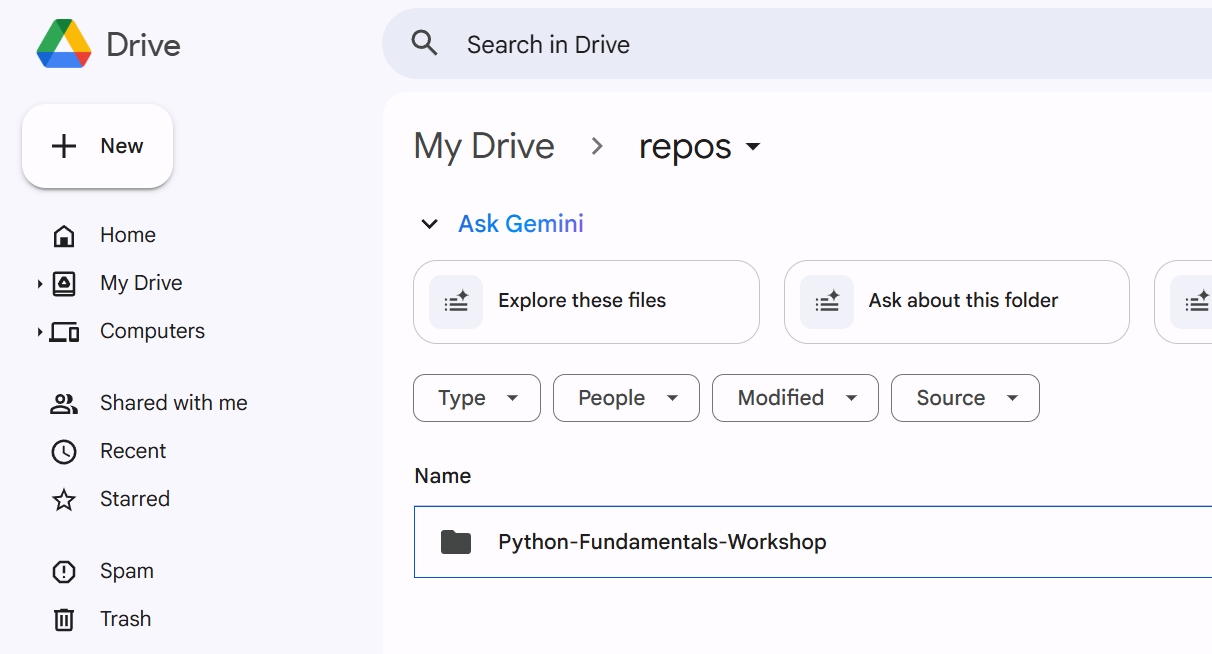 Drive
Search in Drive
New
My Drive > repos
Home
My Drive
Computers
Shared with me
Recent
Starred
Spam
Trash
Ask Gemini
Explore these files
Ask about this folder
Type
People
Modified
Source
Name
Python-Fundamentals-Workshop